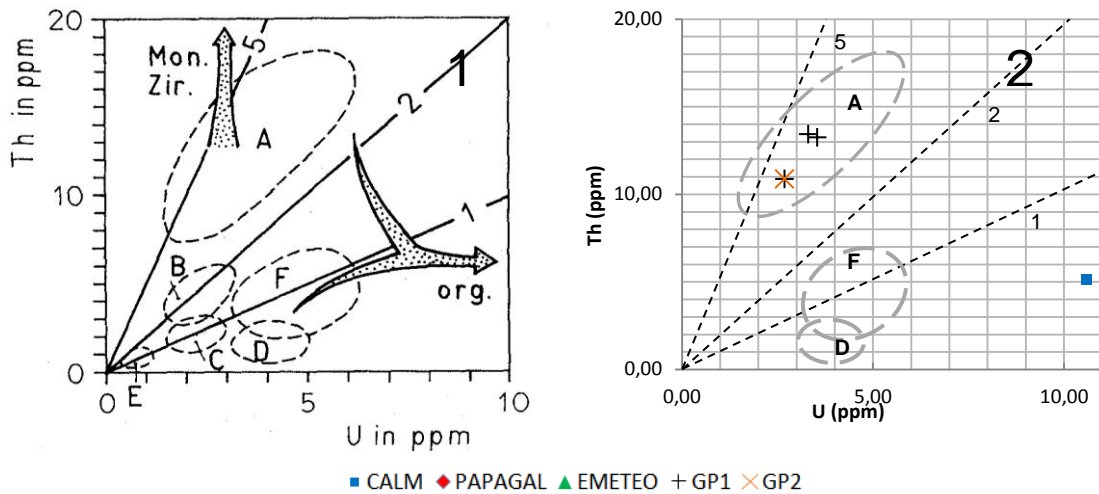 20
Mon.
Zir.
5
1
A
2
10
B
F
1
org.
C
D
0
E
0
5
10
Th in ppm
U in ppm
20,00
5
2
A
2
10,00
1
F
D
0,00
0,00
5,00
10,00
Th (ppm)
U (ppm)
CALM PAPAGAL EMETEO GP1 GP2